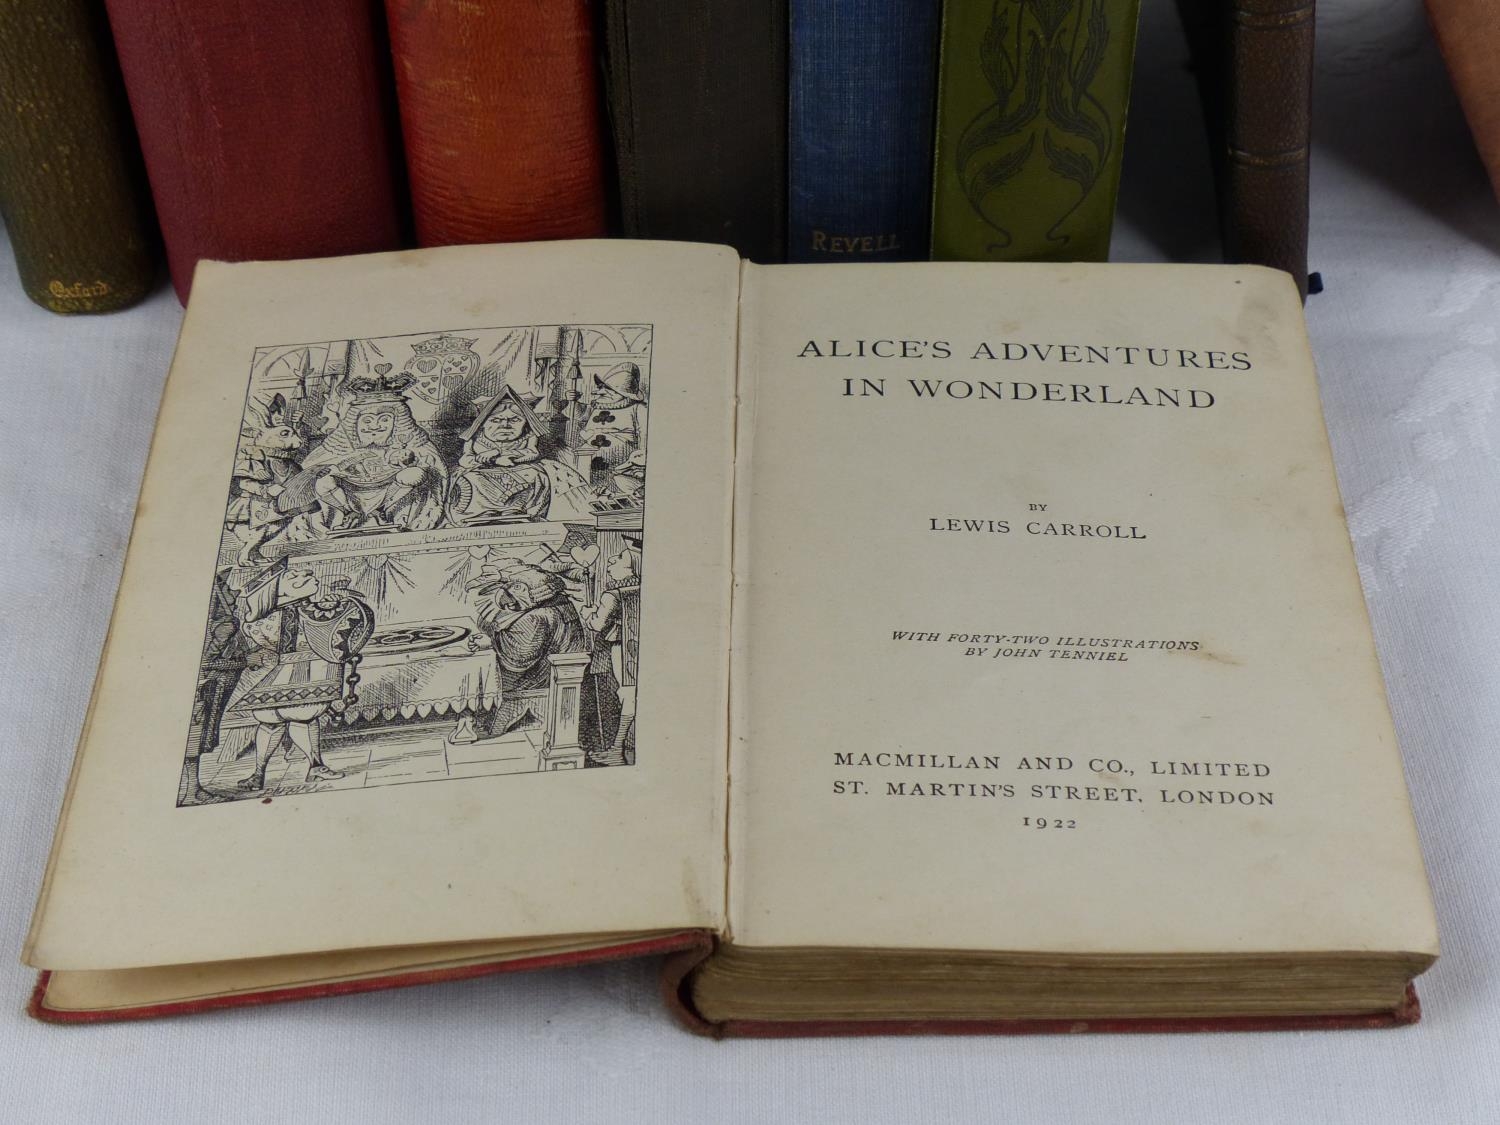 Oxford
REVELL
ALICE'S ADVENTURES
IN WONDERLAND
BY
LEWIS CARROLL
WITH FORTY-TWO ILLUSTRATIONS
BY JOHN TENNIEL
MACMILLAN AND CO., LIMITED
ST. MARTIN'S STREET, LONDON
1922